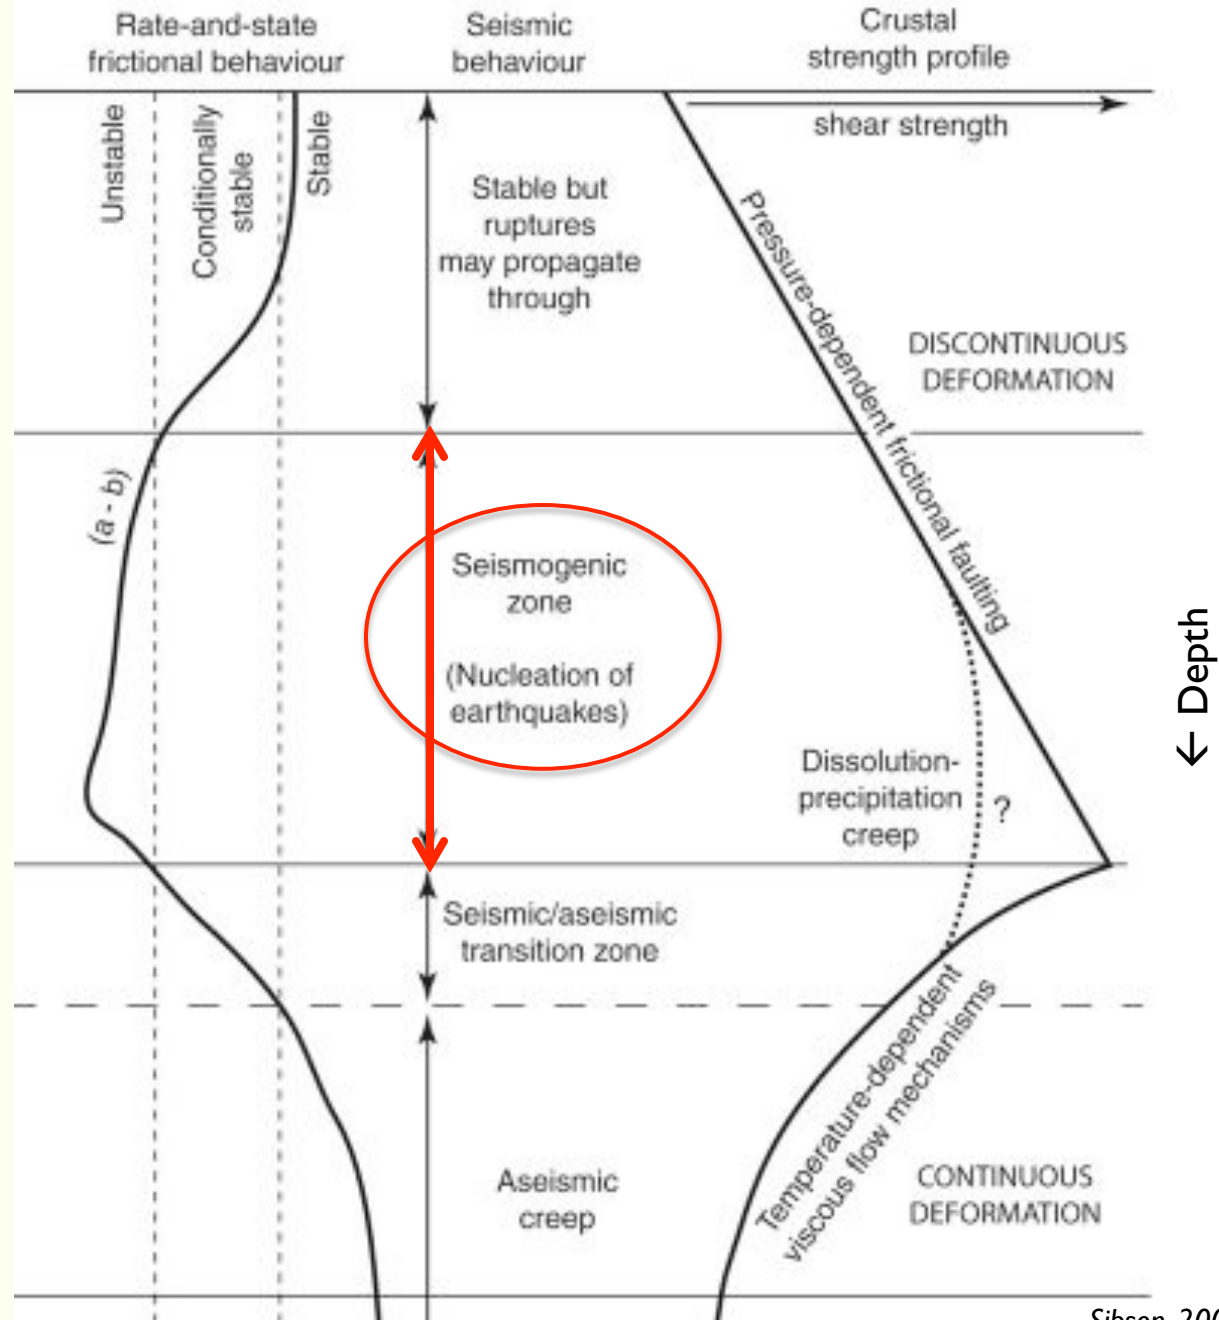 Rate-and-state
frictional behaviour
Seismic
behaviour
Crustal
strength profile
Unstable
Conditionally
stable
Stable
shear strength
Stable but
ruptures
may propagate
through
Pressure-dependent frictional faulting
DISCONTINUOUS
DEFORMATION
(a - b)
Seismogenic
zone
(Nucleation of
earthquakes)
← Depth
Dissolution-
precipitation
creep
?
Seismic/aseismic
transition zone
Temperature-dependent
viscous flow mechanisms
Aseismic
creep
CONTINUOUS
DEFORMATION
Sibson,